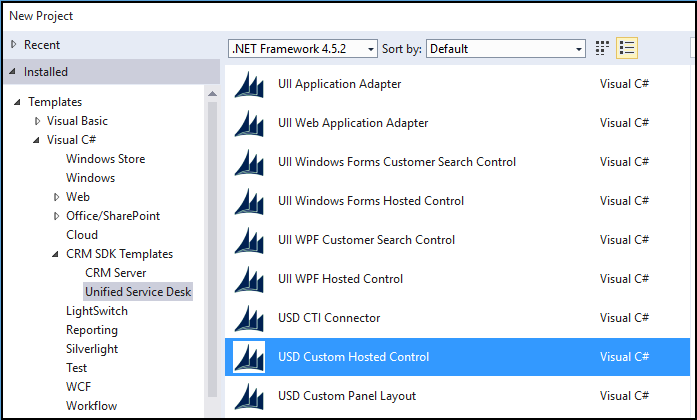 New Project
Recent
Installed
Templates
Visual Basic
Visual C#
Windows Store
Windows
Web
Office/SharePoint
Cloud
CRM SDK Templates
CRM Server
Unified Service Desk
LightSwitch
Reporting
Silverlight
Test
WCF
Workflow
.NET Framework 4.5.2 Sort by: Default
UII Application Adapter Visual C#
UII Web Application Adapter Visual C#
UII Windows Forms Customer Search Control Visual C#
UII Windows Forms Hosted Control Visual C#
UII WPF Customer Search Control Visual C#
UII WPF Hosted Control Visual C#
USD CTI Connector Visual C#
USD Custom Hosted Control Visual C#
USD Custom Panel Layout Visual C#